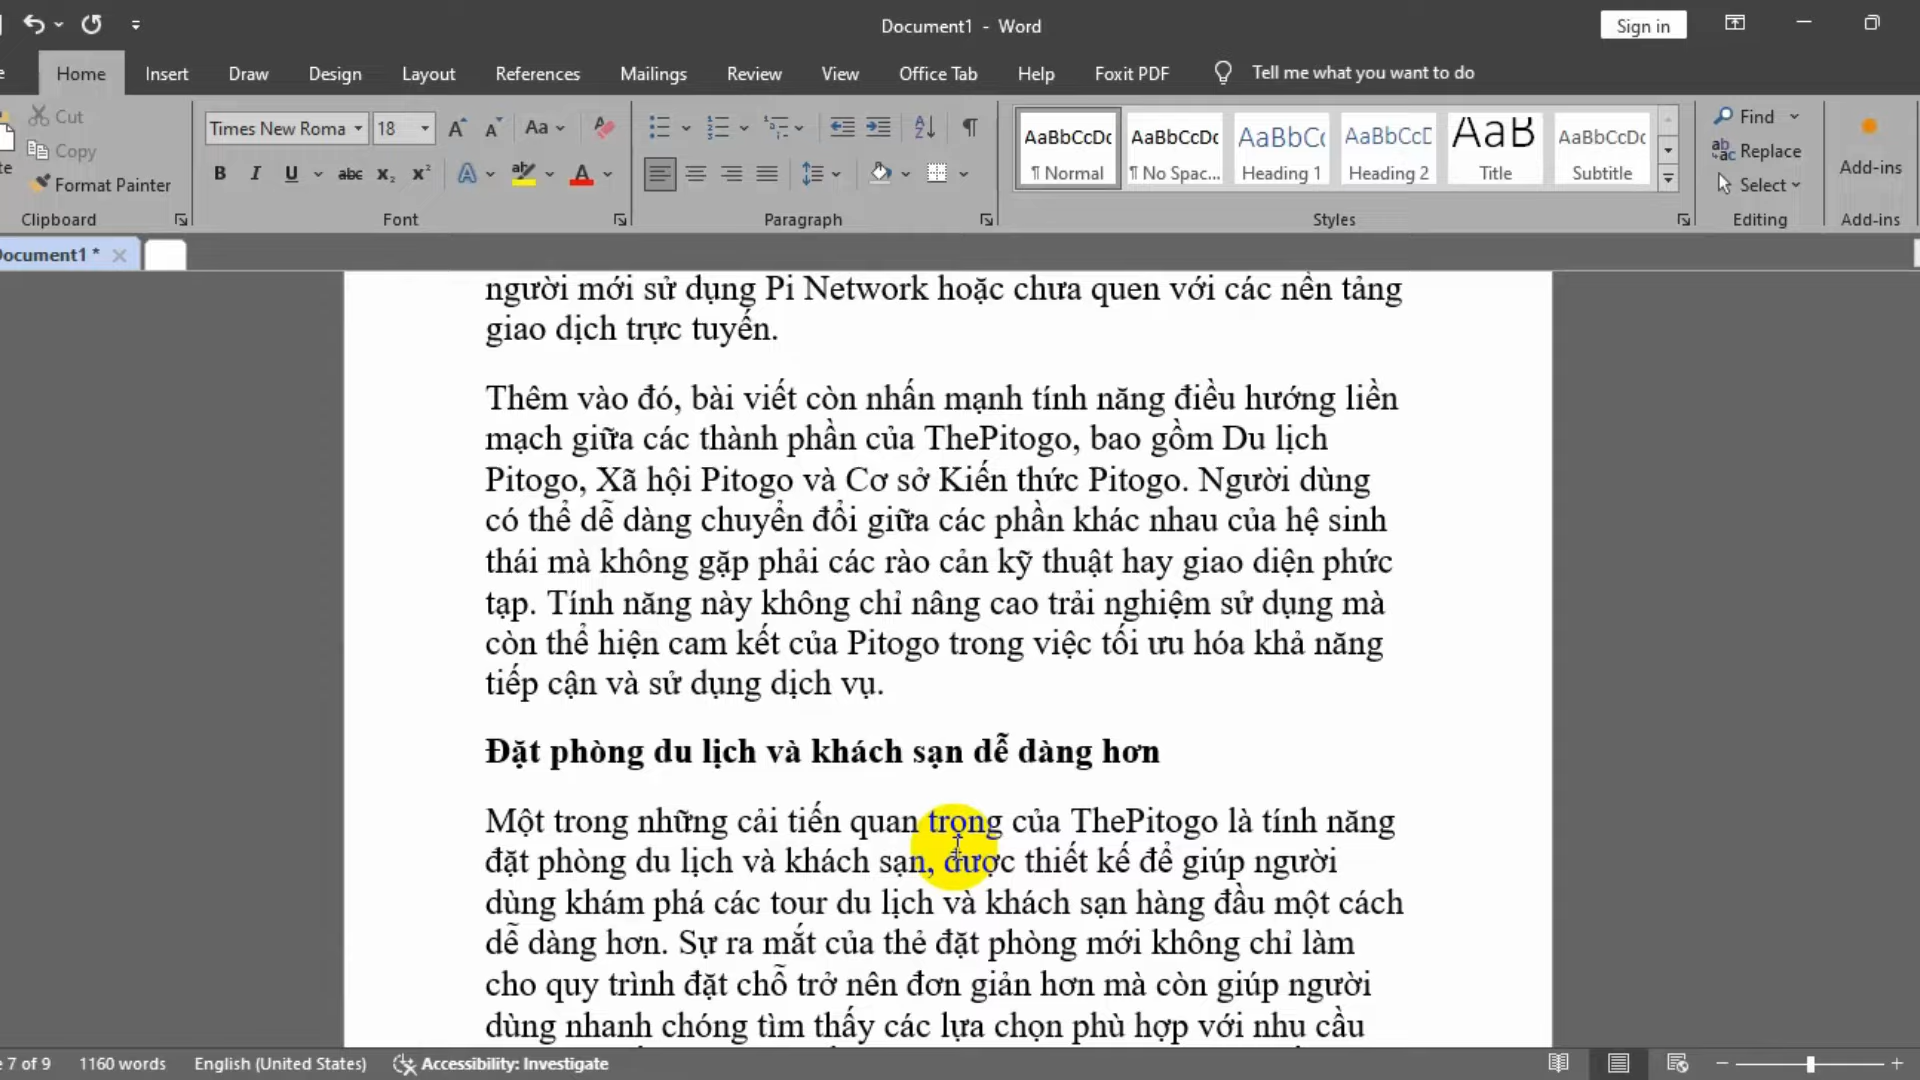 Document1 - Word
Sign in
Home Insert Draw Design Layout References Mailings Review View Office Tab Help Foxit PDF Tell me what you want to do
Cut
Copy
Format Painter
Clipboard
Times New Roma 18
Font
Paragraph
AaBbCcDc AaBbCcDc AaBbCc AaBbCcD AaB AaBbCcDc
¶ Normal ¶ No Spac... Heading 1 Heading 2 Title Subtitle
Styles
Find
Replace
Select
Editing
Add-ins
Add-ins
Document1 *
người mới sử dụng Pi Network hoặc chưa quen với các nền tảng
giao dịch trực tuyến.
Thêm vào đó, bài viết còn nhấn mạnh tính năng điều hướng liền
mạch giữa các thành phần của ThePitogo, bao gồm Du lịch
Pitogo, Xã hội Pitogo và Cơ sở Kiến thức Pitogo. Người dùng
có thể dễ dàng chuyển đổi giữa các phần khác nhau của hệ sinh
thái mà không gặp phải các rào cản kỹ thuật hay giao diện phức
tạp. Tính năng này không chỉ nâng cao trải nghiệm sử dụng mà
còn thể hiện cam kết của Pitogo trong việc tối ưu hóa khả năng
tiếp cận và sử dụng dịch vụ.
Đặt phòng du lịch và khách sạn dễ dàng hơn
Một trong những cải tiến quan trọng của ThePitogo là tính năng
đặt phòng du lịch và khách sạn, được thiết kế để giúp người
dùng khám phá các tour du lịch và khách sạn hàng đầu một cách
dễ dàng hơn. Sự ra mắt của thẻ đặt phòng mới không chỉ làm
cho quy trình đặt chỗ trở nên đơn giản hơn mà còn giúp người
dùng nhanh chóng tìm thấy các lựa chọn phù hợp với nhu cầu
7 of 9 1160 words English (United States) Accessibility: Investigate